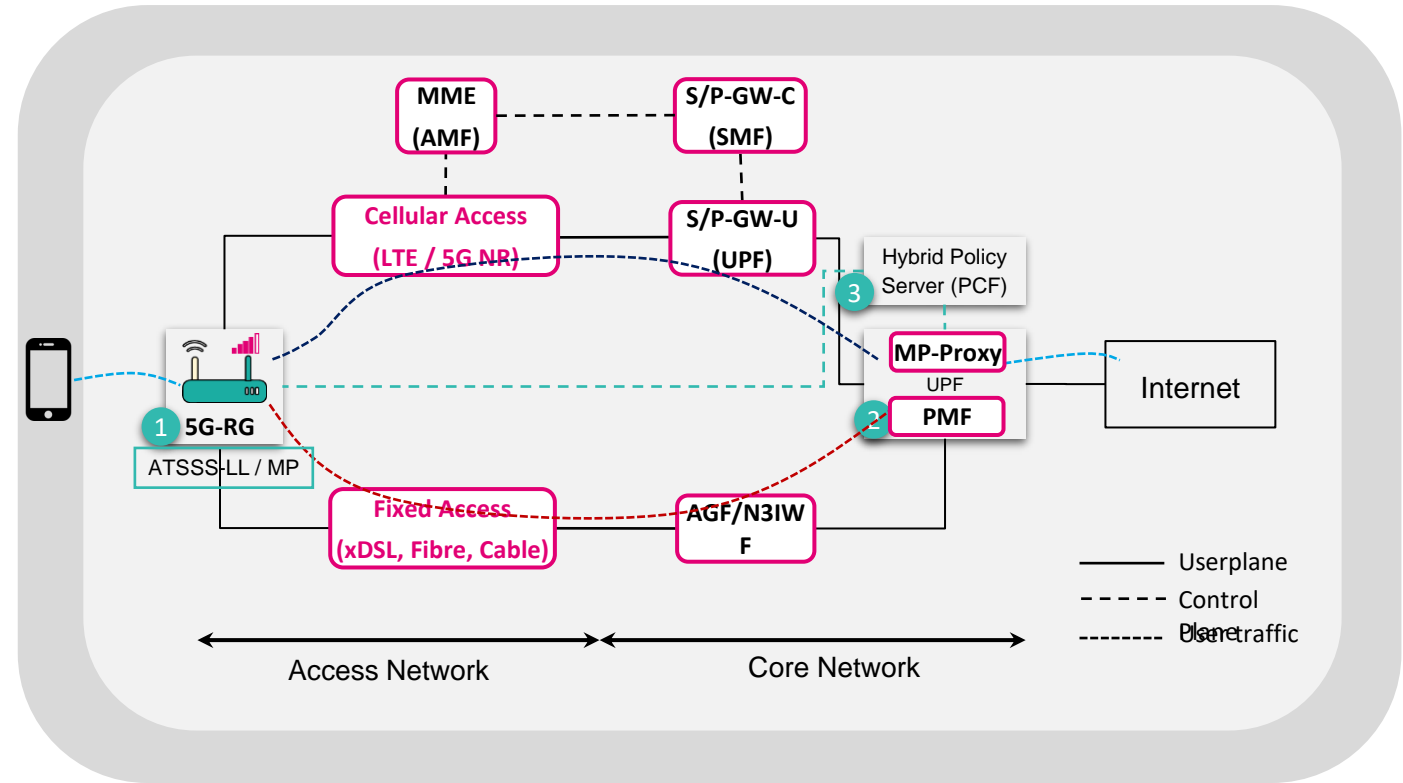 MME
(AMF)
S/P-GW-C
(SMF)
Cellular Access
(LTE / 5G NR)
S/P-GW-U
(UPF)
Hybrid Policy
Server (PCF)
3
MP-Proxy
UPF
2
PMF
Internet
1
5G-RG
ATSSS-LL / MP
Fixed Access
(xDSL, Fibre, Cable)
AGF/N3IW
F
Userplane
Control
Plane
User traffic
Access Network
Core Network